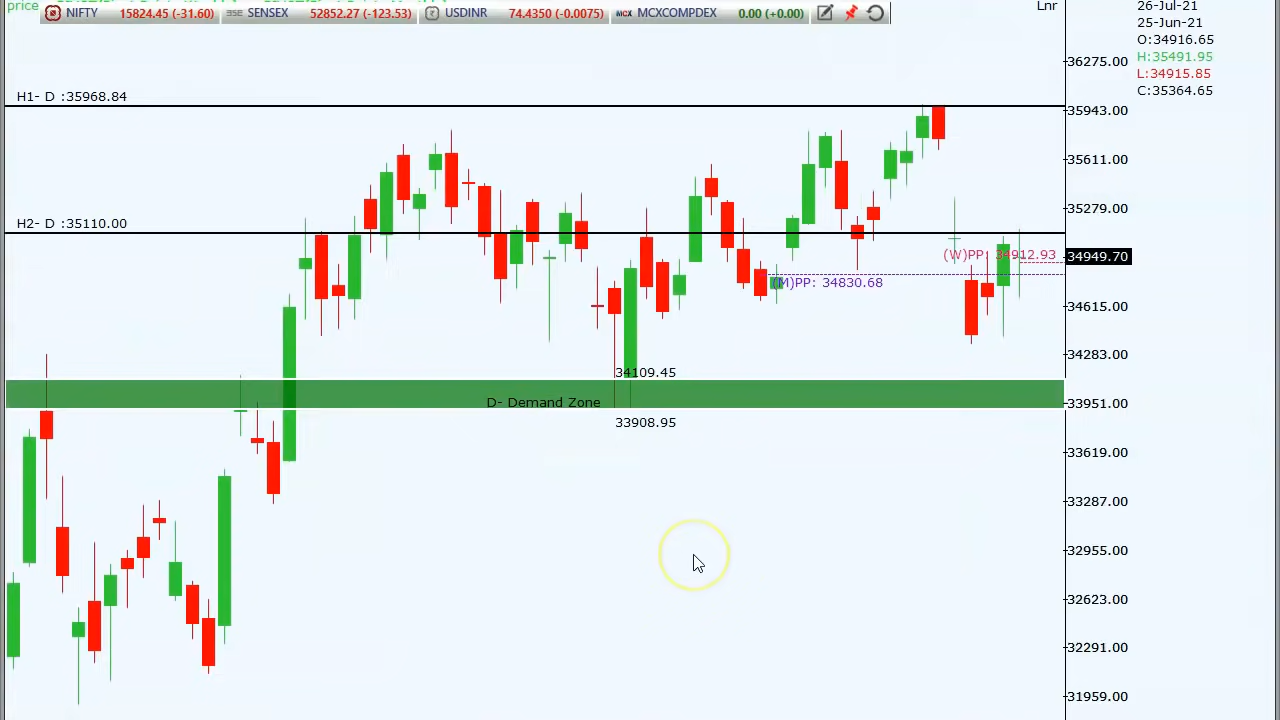 price
NIFTY 15824.45 (-31.60) BSE SENSEX 52852.27 (-123.53) USDINR 74.4350 (-0.0075) MCX MCXCOMPDEX 0.00 (+0.00)
Lnr
26-Jul-21
25-Jun-21
O:34916.65
H:35491.95
L:34915.85
C:35364.65
36275.00
H1- D :35968.84
35943.00
35611.00
35279.00
H2- D :35110.00
(W)PP: 34912.93
34949.70
(M)PP: 34830.68
34615.00
34283.00
34109.45
D- Demand Zone
33951.00
33908.95
33619.00
33287.00
32955.00
32623.00
32291.00
31959.00